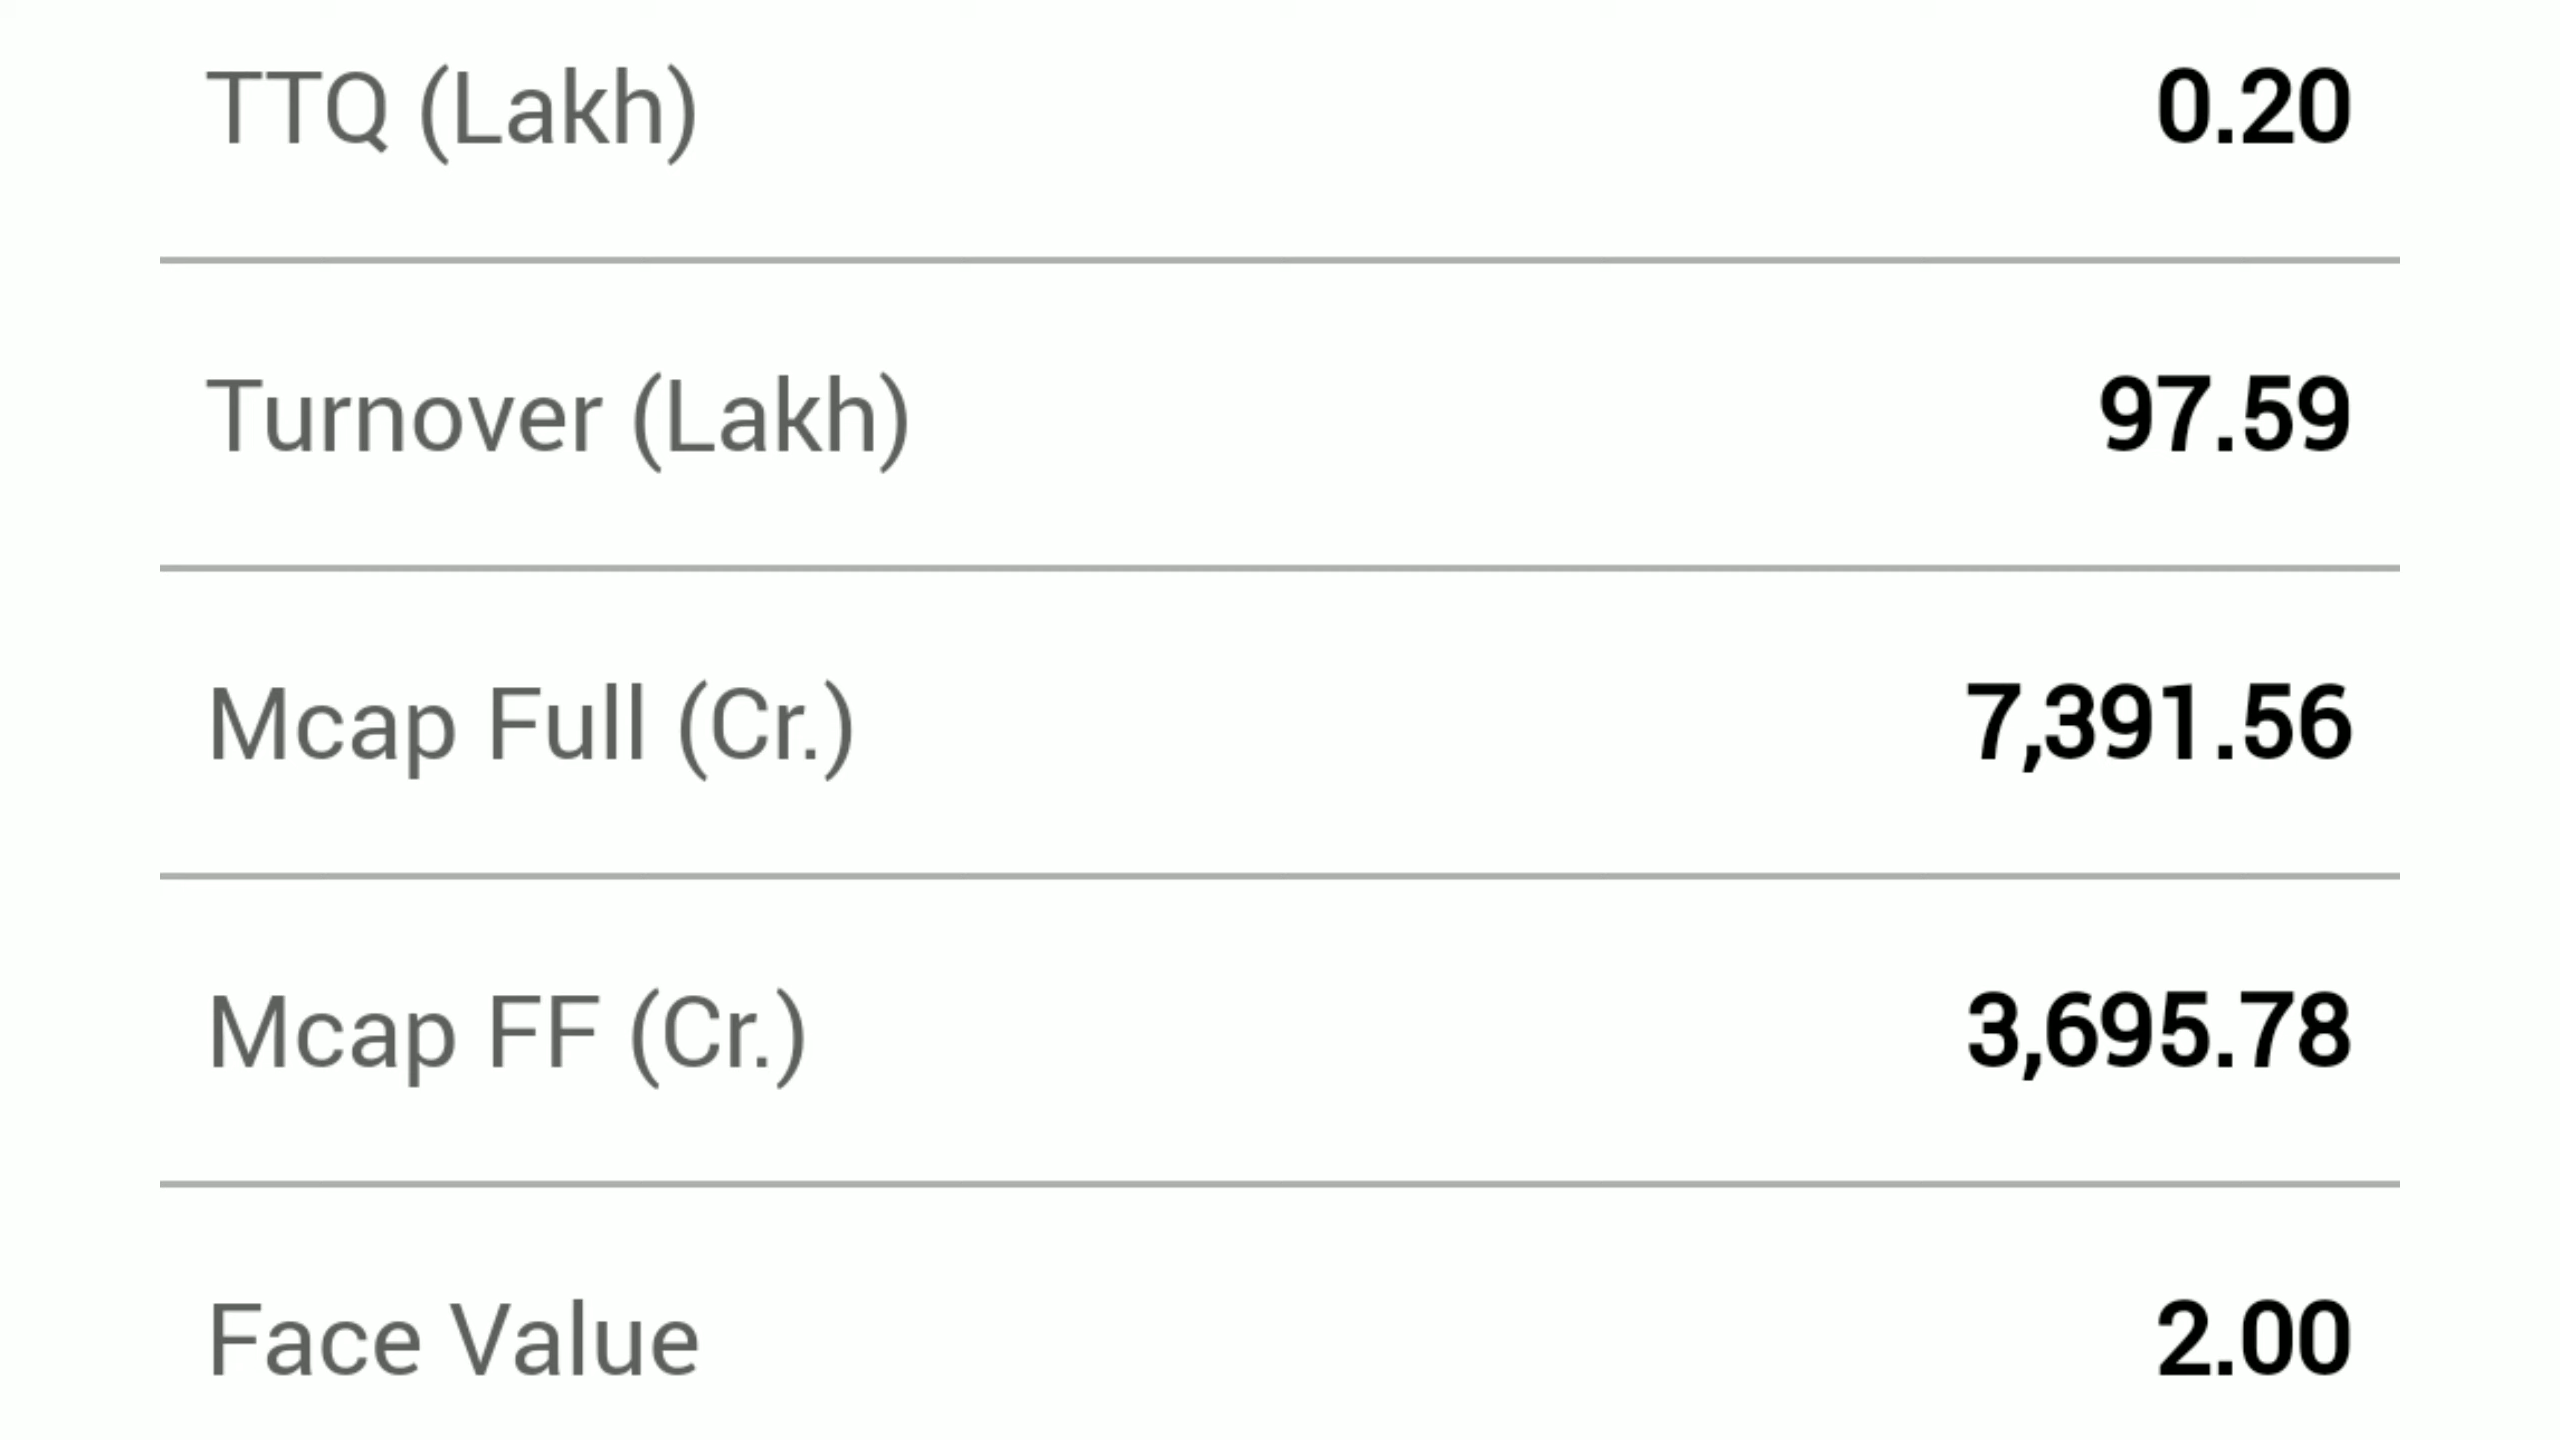 TTQ (Lakh) 0.20
Turnover (Lakh) 97.59
Mcap Full (Cr.) 7,391.56
Mcap FF (Cr.) 3,695.78
Face Value 2.00